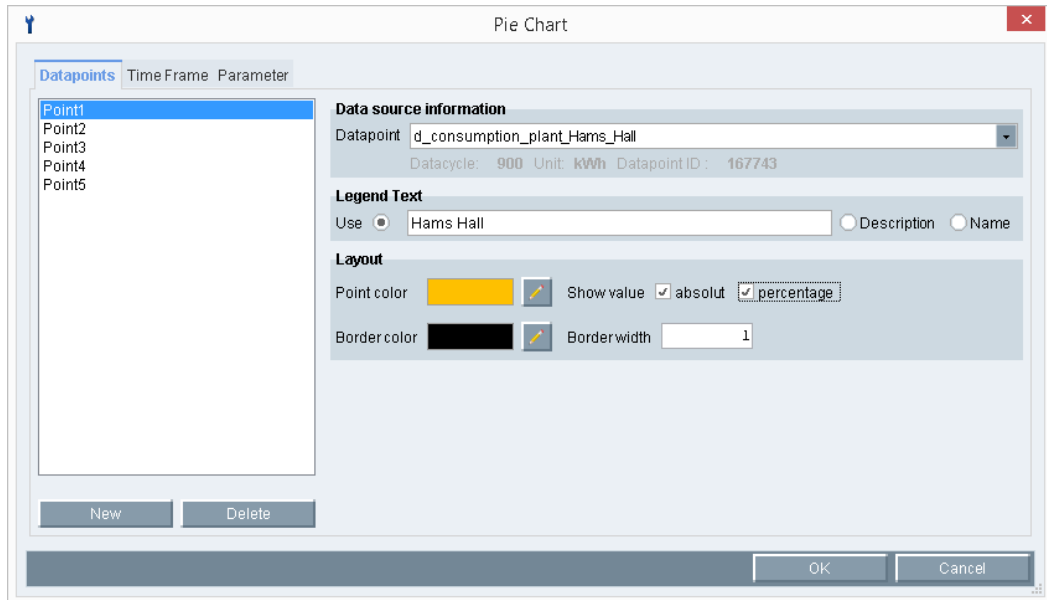 Pie Chart
Datapoints Time Frame Parameter
Point1
Point2
Point3
Point4
Point5
Data source information
Datapoint d_consumption_plant_Hams_Hall
Datacycle: 900 Unit: kWh Datapoint ID : 167743
Legend Text
Use Hams Hall Description Name
Layout
Point color Show value absolut percentage
Border color Border width 1
New Delete
OK Cancel